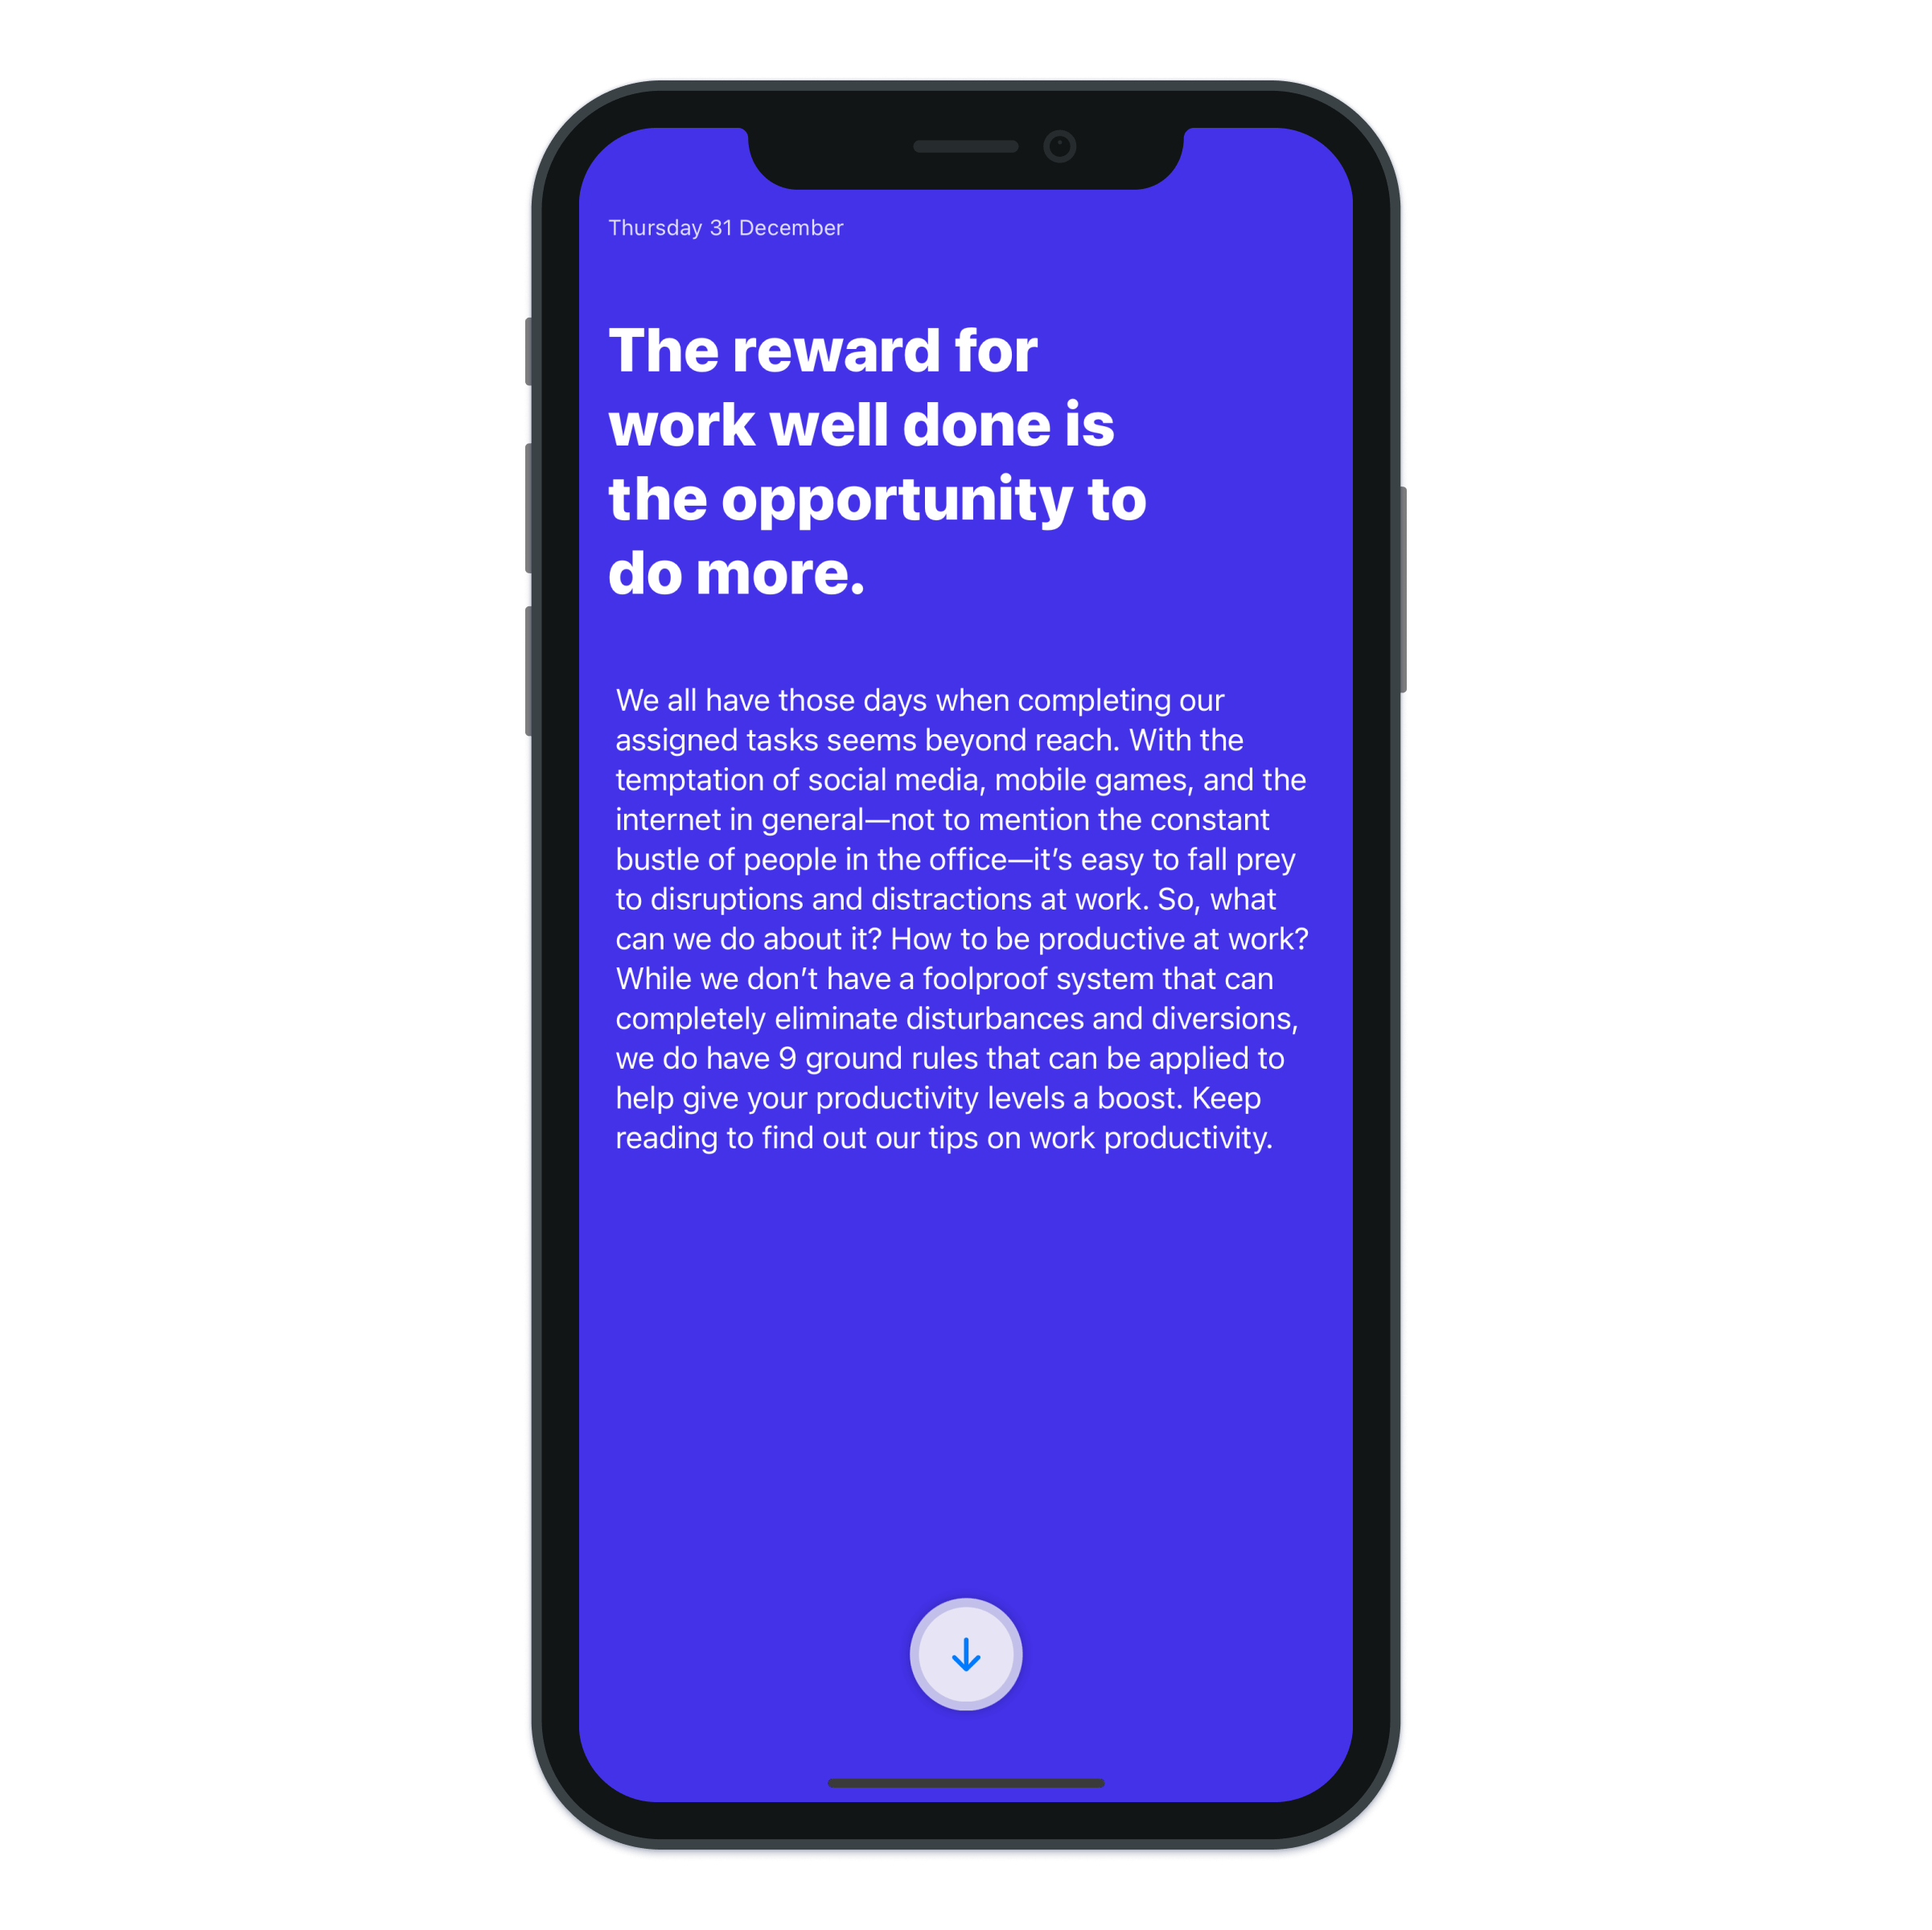 Thursday 31 December
The reward for
work well done is
the opportunity to
do more.
We all have those days when completing our
assigned tasks seems beyond reach. With the
temptation of social media, mobile games, and the
internet in general—not to mention the constant
bustle of people in the office—it’s easy to fall prey
to disruptions and distractions at work. So, what
can we do about it? How to be productive at work?
While we don’t have a foolproof system that can
completely eliminate disturbances and diversions,
we do have 9 ground rules that can be applied to
help give your productivity levels a boost. Keep
reading to find out our tips on work productivity.